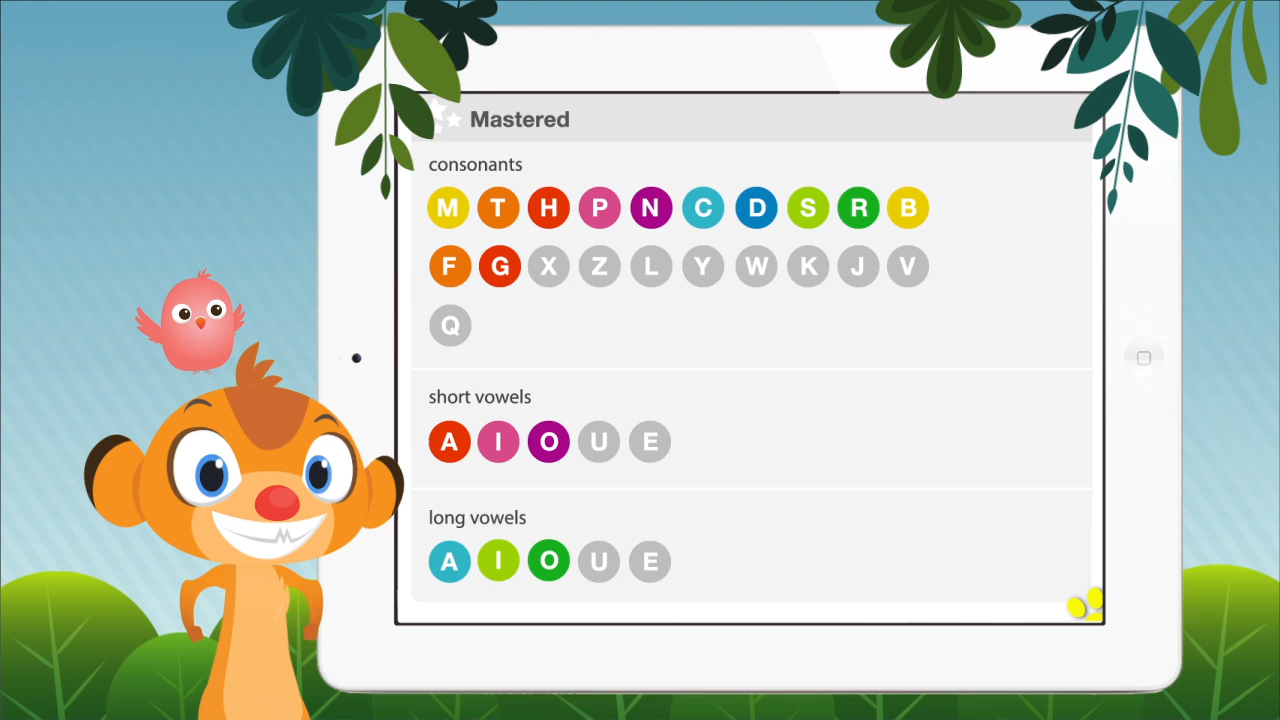 Mastered
consonants
M T H P N C D S R B
F G X Z L Y W K J V
Q
short vowels
A I O U E
long vowels
A I O U E